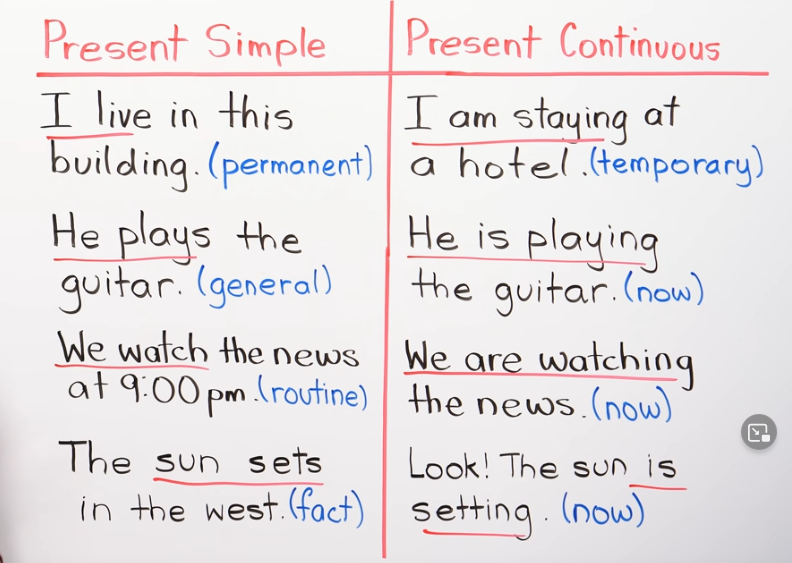 Present Simple
I live in this
building. (permanent)
He plays the
guitar. (general)
We watch the news
at 9:00 pm. (routine)
The sun sets
in the west. (fact)
Present Continuous
I am staying at
a hotel. (temporary)
He is playing
the guitar. (now)
We are watching
the news. (now)
Look! The sun is
setting. (now)